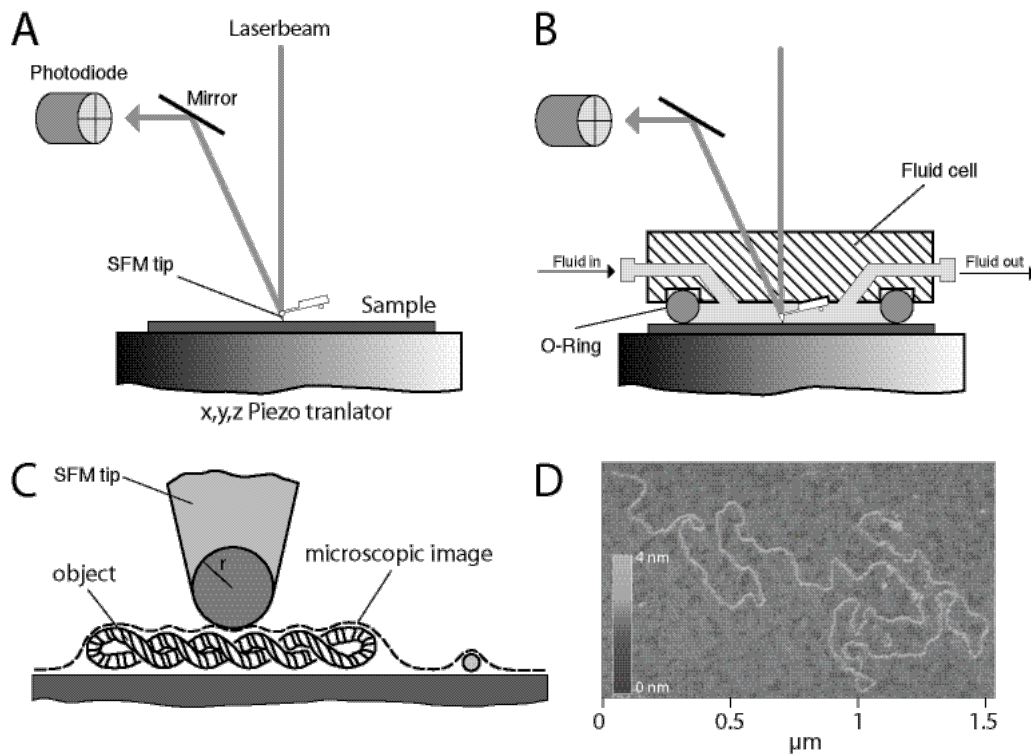 A
Laserbeam
Photodiode
Mirror
SFM tip
Sample
x,y,z Piezo tranlator
B
Fluid cell
Fluid in
Fluid out
O-Ring
C
SFM tip
r
object
microscopic image
D
4 nm
0 nm
0 0.5 1 1.5
µm